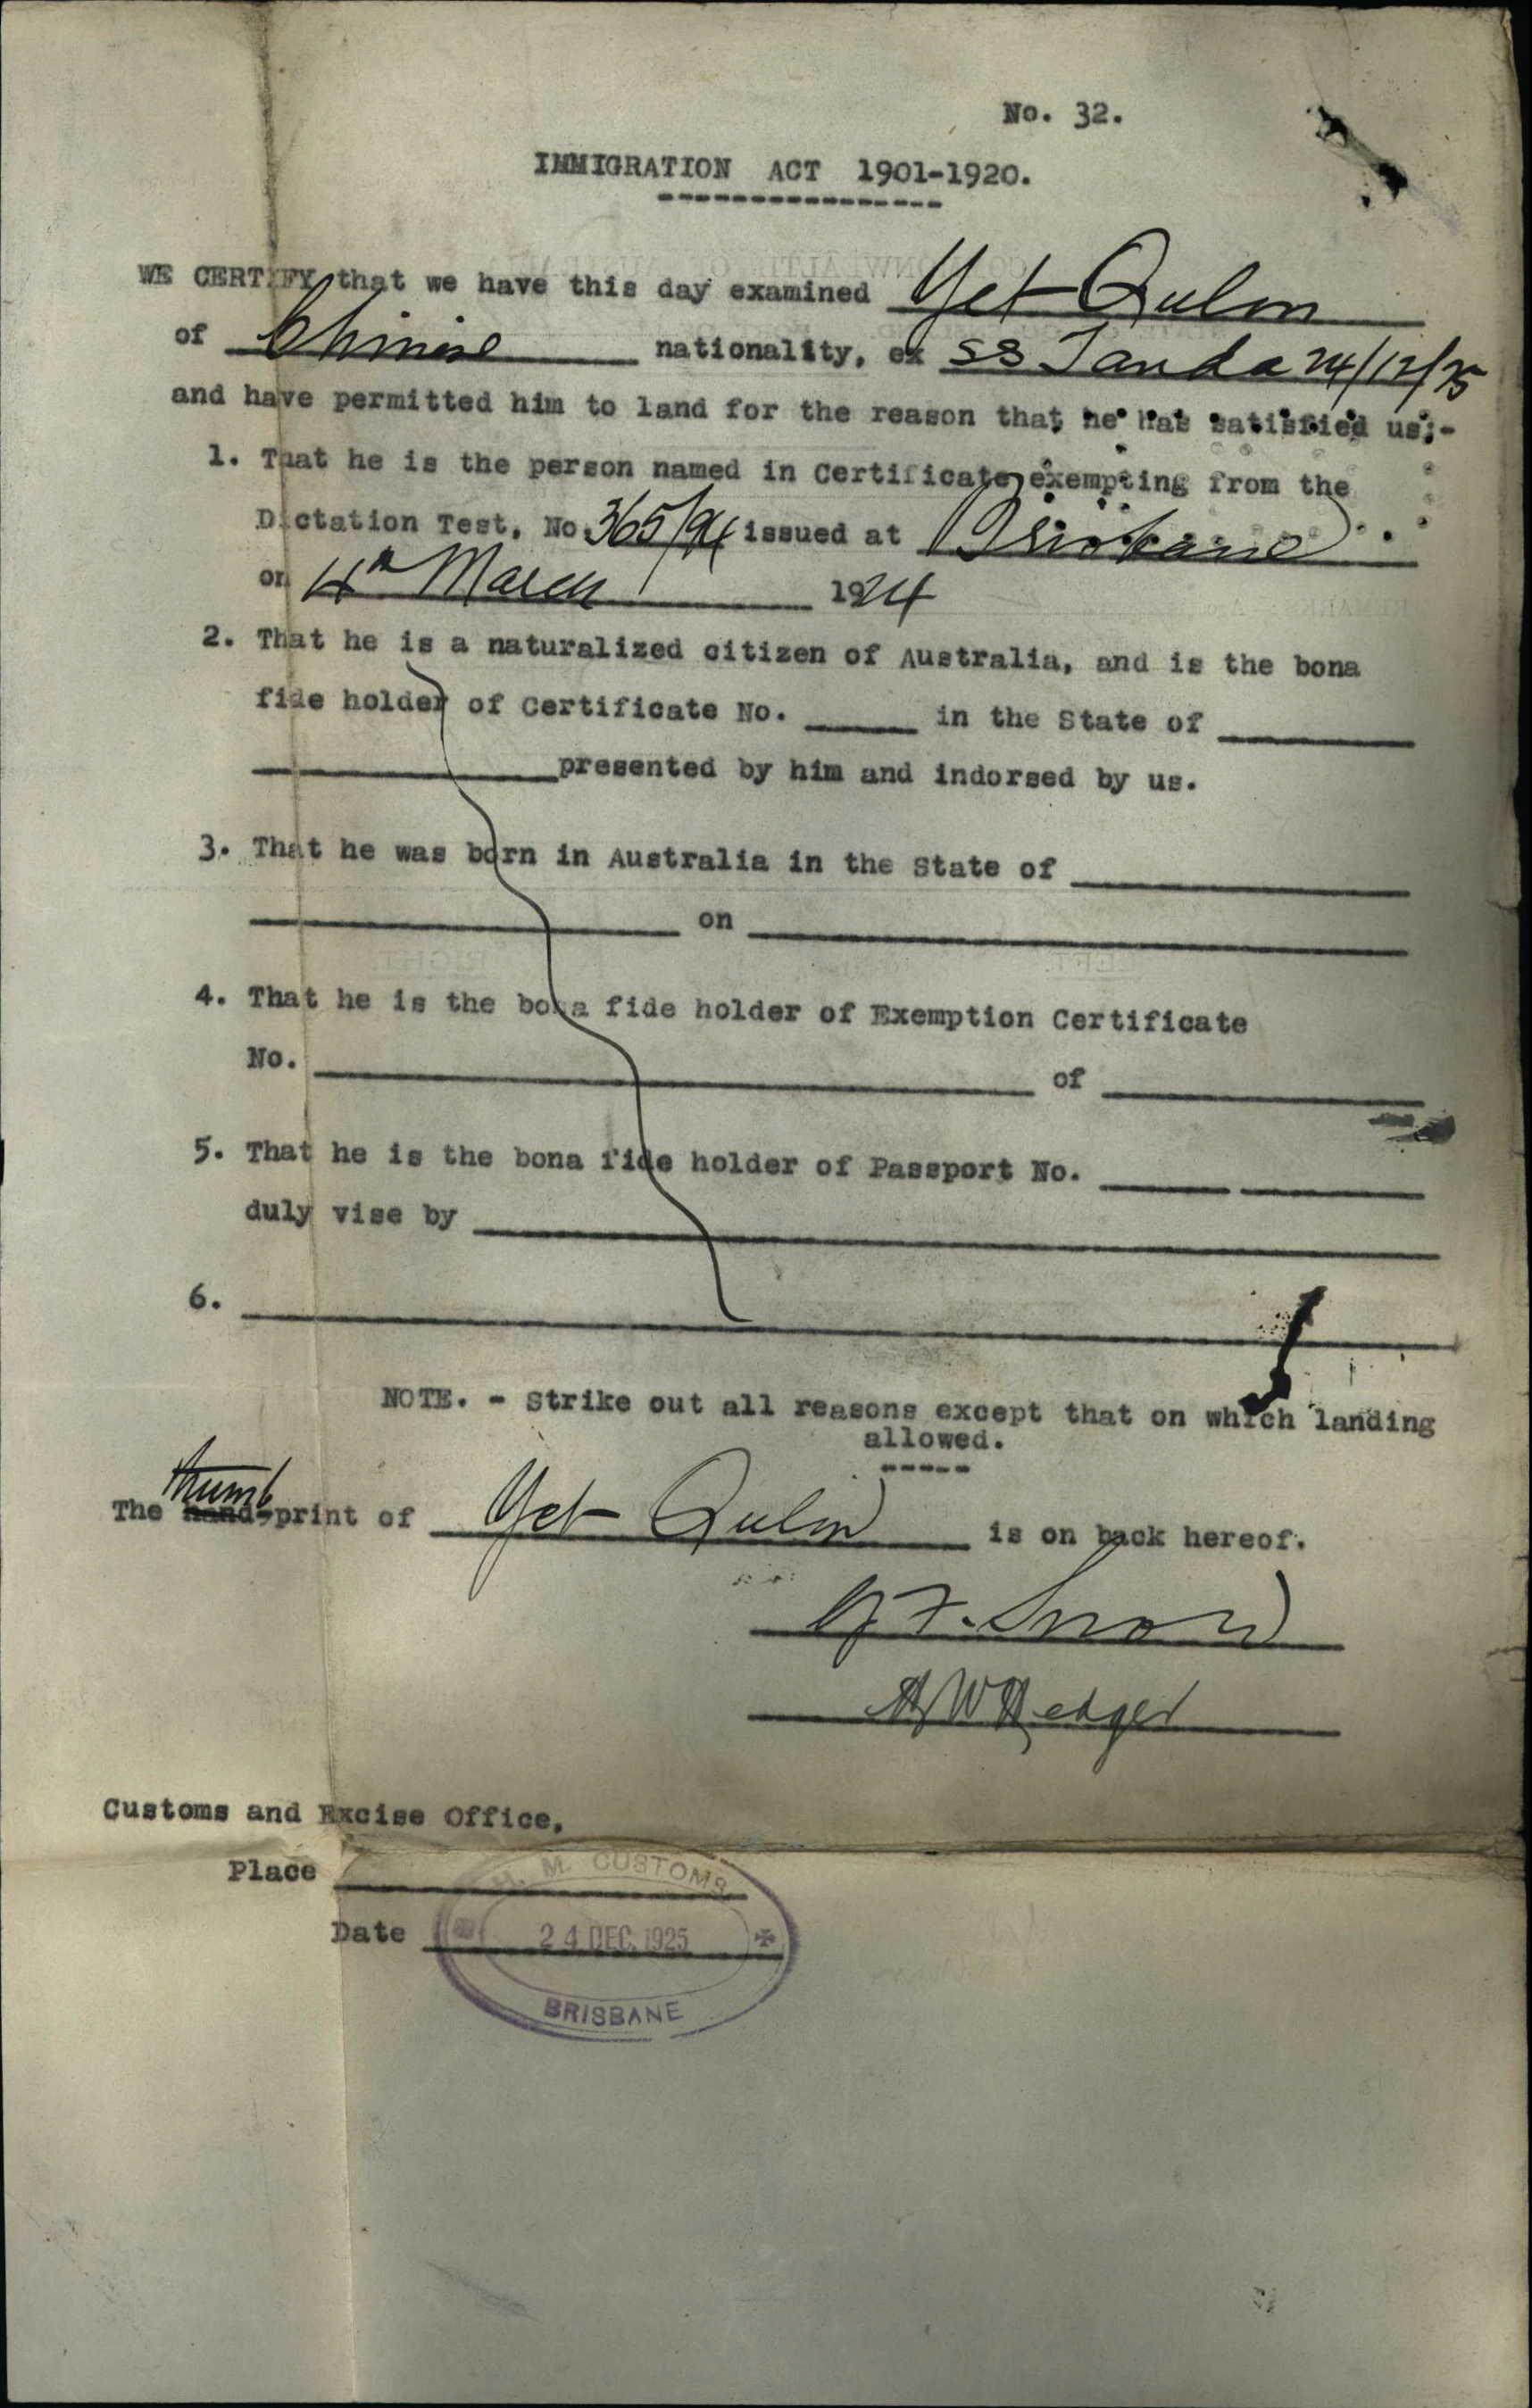 No. 32.
IMMIGRATION ACT 1901-1920.
WE CERTIFY that we have this day examined Yet Qulon
of Chinese nationality, ex SS Tanda 24/12/25
and have permitted him to land for the reason that he has satisfied us;-
1. That he is the person named in Certificate exempting from the
Dictation Test, No. 365/94 issued at Brisbane
on 4th March 1924
2. That he is a naturalized citizen of Australia, and is the bona
fide holder of Certificate No. in the State of
presented by him and indorsed by us.
3. That he was born in Australia in the State of
on
4. That he is the bona fide holder of Exemption Certificate
No. of
5. That he is the bona fide holder of Passport No.
duly vise by
6.
NOTE. - Strike out all reasons except that on which landing
allowed.
thumb
The hand-print of Yet Qulon is on back hereof.
Snow
AWHedger
Customs and Excise Office,
Place
H. M. CUSTOMS
Date 24 DEC. 1925
BRISBANE